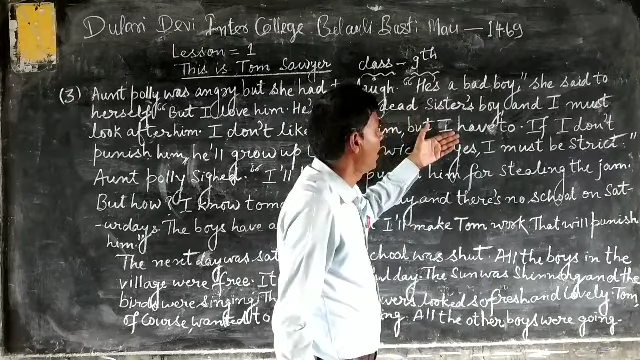 Dulari Devi Inter College Belauli Basti Mau - 1469
Lesson = 1
This is Tom Sawyer class - 9th
(3) Aunt polly was angry but she had to laugh. "He's a bad boy," she said to
herself. "But I love him. He's dead Sister's boy and I must
look after him. I don't like him, but I have to. If I don't
punish him, he'll grow up yes, I must be strict."
Aunt polly Sighed. "I'll punish him for stealing the jam.
But how? I know and there's no school on Sat-
-urdays. The boys have a I'll make Tom work. That will punish
him."
The next day was school was shut. All the boys in the
village were free. It day. The Sun was Shinning and the
birds were singing. looked so fresh and lovely. Tom
of Course, wanted to All the other boys were going-